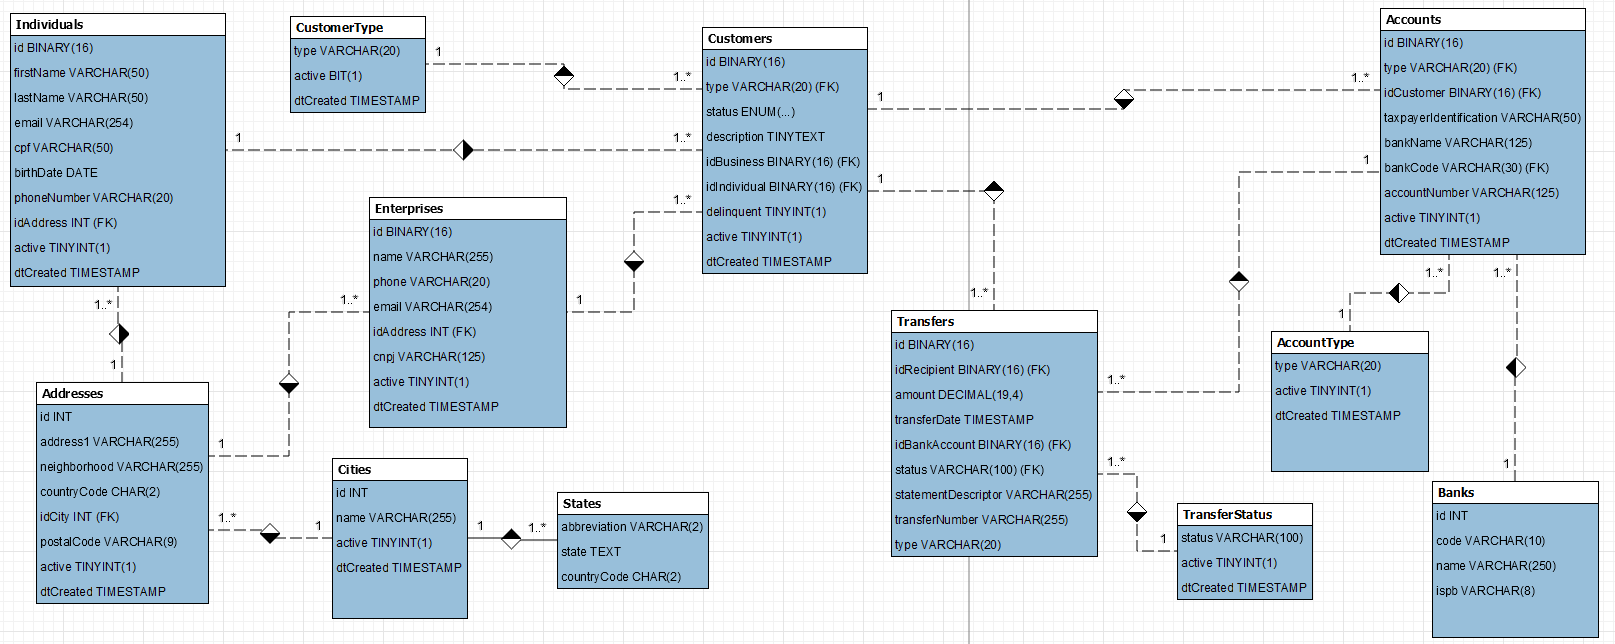 Individuals
id BINARY(16)
firstName VARCHAR(50)
lastName VARCHAR(50)
email VARCHAR(254)
cpf VARCHAR(50)
birthDate DATE
phoneNumber VARCHAR(20)
idAddress INT (FK)
active TINYINT(1)
dtCreated TIMESTAMP
CustomerType
type VARCHAR(20)
active BIT(1)
dtCreated TIMESTAMP
1
1..*
1
1..*
Customers
id BINARY(16)
type VARCHAR(20) (FK)
status ENUM(...)
description TINYTEXT
idBusiness BINARY(16) (FK)
idIndividual BINARY(16) (FK)
delinquent TINYINT(1)
active TINYINT(1)
dtCreated TIMESTAMP
1
1..*
1
1..*
Accounts
id BINARY(16)
type VARCHAR(20) (FK)
idCustomer BINARY(16) (FK)
taxpayerIdentification VARCHAR(50)
bankName VARCHAR(125)
bankCode VARCHAR(30) (FK)
accountNumber VARCHAR(125)
active TINYINT(1)
dtCreated TIMESTAMP
1
1..*
1..*
1
1..*
1
Enterprises
id BINARY(16)
name VARCHAR(255)
phone VARCHAR(20)
email VARCHAR(254)
idAddress INT (FK)
cnpj VARCHAR(125)
active TINYINT(1)
dtCreated TIMESTAMP
1
1..*
1..*
1
1..*
1
Addresses
id INT
address1 VARCHAR(255)
neighborhood VARCHAR(255)
countryCode CHAR(2)
idCity INT (FK)
postalCode VARCHAR(9)
active TINYINT(1)
dtCreated TIMESTAMP
1..*
1
Cities
id INT
name VARCHAR(255)
active TINYINT(1)
dtCreated TIMESTAMP
1
1..*
States
abbreviation VARCHAR(2)
state TEXT
countryCode CHAR(2)
Transfers
id BINARY(16)
idRecipient BINARY(16) (FK)
amount DECIMAL(19,4)
transferDate TIMESTAMP
idBankAccount BINARY(16) (FK)
status VARCHAR(100) (FK)
statementDescriptor VARCHAR(255)
transferNumber VARCHAR(255)
type VARCHAR(20)
1..*
1
TransferStatus
status VARCHAR(100)
active TINYINT(1)
dtCreated TIMESTAMP
AccountType
type VARCHAR(20)
active TINYINT(1)
dtCreated TIMESTAMP
Banks
id INT
code VARCHAR(10)
name VARCHAR(250)
ispb VARCHAR(8)